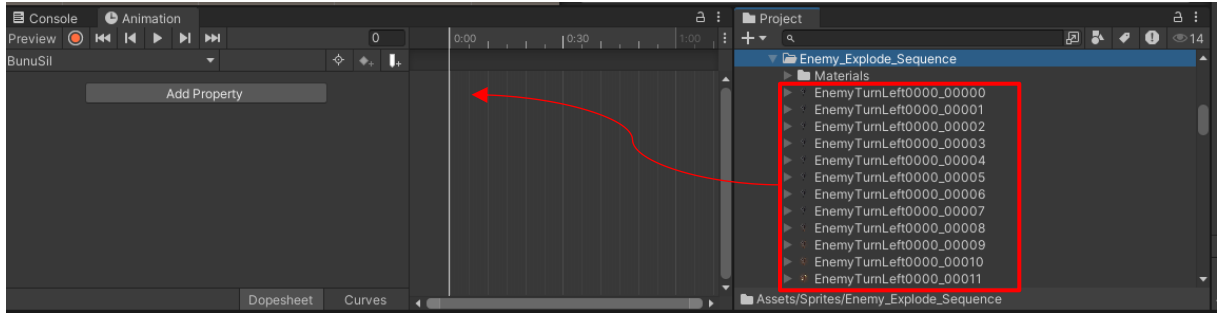 Console Animation
Preview 0 0:00 0:30 1:00
BunuSil
Add Property
Dopesheet Curves
Project
14
Enemy_Explode_Sequence
Materials
EnemyTurnLeft0000_00000
EnemyTurnLeft0000_00001
EnemyTurnLeft0000_00002
EnemyTurnLeft0000_00003
EnemyTurnLeft0000_00004
EnemyTurnLeft0000_00005
EnemyTurnLeft0000_00006
EnemyTurnLeft0000_00007
EnemyTurnLeft0000_00008
EnemyTurnLeft0000_00009
EnemyTurnLeft0000_00010
EnemyTurnLeft0000_00011
Assets/Sprites/Enemy_Explode_Sequence